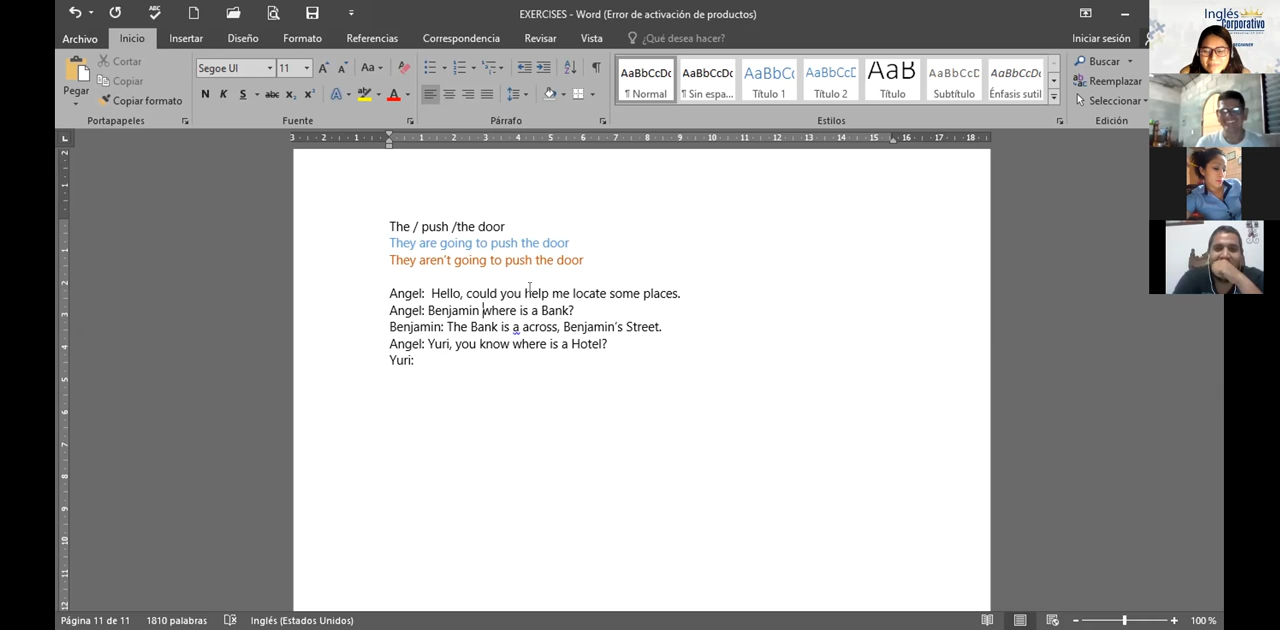 EXERCISES - Word (Error de activación de productos)
Archivo
Inicio
Insertar
Diseño
Formato
Referencias
Correspondencia
Revisar
Vista
¿Qué desea hacer?
Iniciar sesión
Pegar
Cortar
Copiar
Copiar formato
Portapapeles
Segoe UI
11
Fuente
Párrafo
AaBbCcDc
¶ Normal
AaBbCcDc
¶ Sin espa...
AaBbCc
Título 1
AaBbCcD
Título 2
AaB
Título
AaBbCcD
Subtítulo
AaBbCcDc
Énfasis sutil
Estilos
Buscar
Reemplazar
Seleccionar
Edición
Inglés
Corporativo
The / push /the door
They are going to push the door
They aren't going to push the door
Angel:  Hello, could you help me locate some places.
Angel: Benjamin where is a Bank?
Benjamin: The Bank is a across, Benjamin's Street.
Angel: Yuri, you know where is a Hotel?
Yuri:
Página 11 de 11
1810 palabras
Inglés (Estados Unidos)
100 %